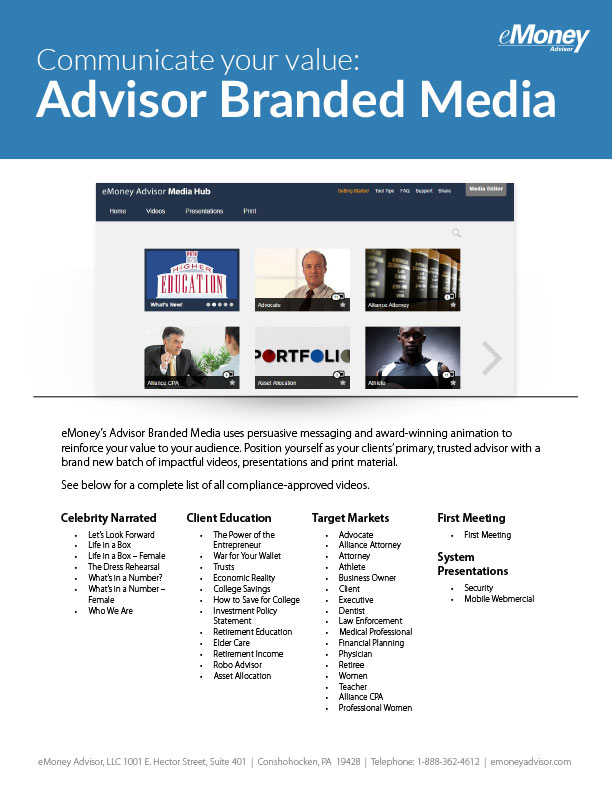 eMoney
Advisor
Communicate your value:
Advisor Branded Media
eMoney Advisor Media Hub
Getting Started Tool Tips FAQ Support Share Media Editor
Home Videos Presentations Print
HIGHER
EDUCATION
What's New!
Advocate
Alliance Attorney
PORTFOLIO
Alliance CPA
Asset Allocation
Athlete
eMoney's Advisor Branded Media uses persuasive messaging and award-winning animation to
reinforce your value to your audience. Position yourself as your clients' primary, trusted advisor with a
brand new batch of impactful videos, presentations and print material.
See below for a complete list of all compliance-approved videos.
Celebrity Narrated
• Let's Look Forward
• Life in a Box
• Life in a Box – Female
• The Dress Rehearsal
• What's in a Number?
• What's in a Number –
Female
• Who We Are
Client Education
• The Power of the
Entrepreneur
• War for Your Wallet
• Trusts
• Economic Reality
• College Savings
• How to Save for College
• Investment Policy
Statement
• Retirement Education
• Elder Care
• Retirement Income
• Robo Advisor
• Asset Allocation
Target Markets
• Advocate
• Alliance Attorney
• Attorney
• Athlete
• Business Owner
• Client
• Executive
• Dentist
• Law Enforcement
• Medical Professional
• Financial Planning
• Physician
• Retiree
• Women
• Teacher
• Alliance CPA
• Professional Women
First Meeting
• First Meeting
System
Presentations
• Security
• Mobile Webmercial
eMoney Advisor, LLC 1001 E. Hector Street, Suite 401 | Conshohocken, PA 19428 | Telephone: 1-888-362-4612 | emoneyadvisor.com